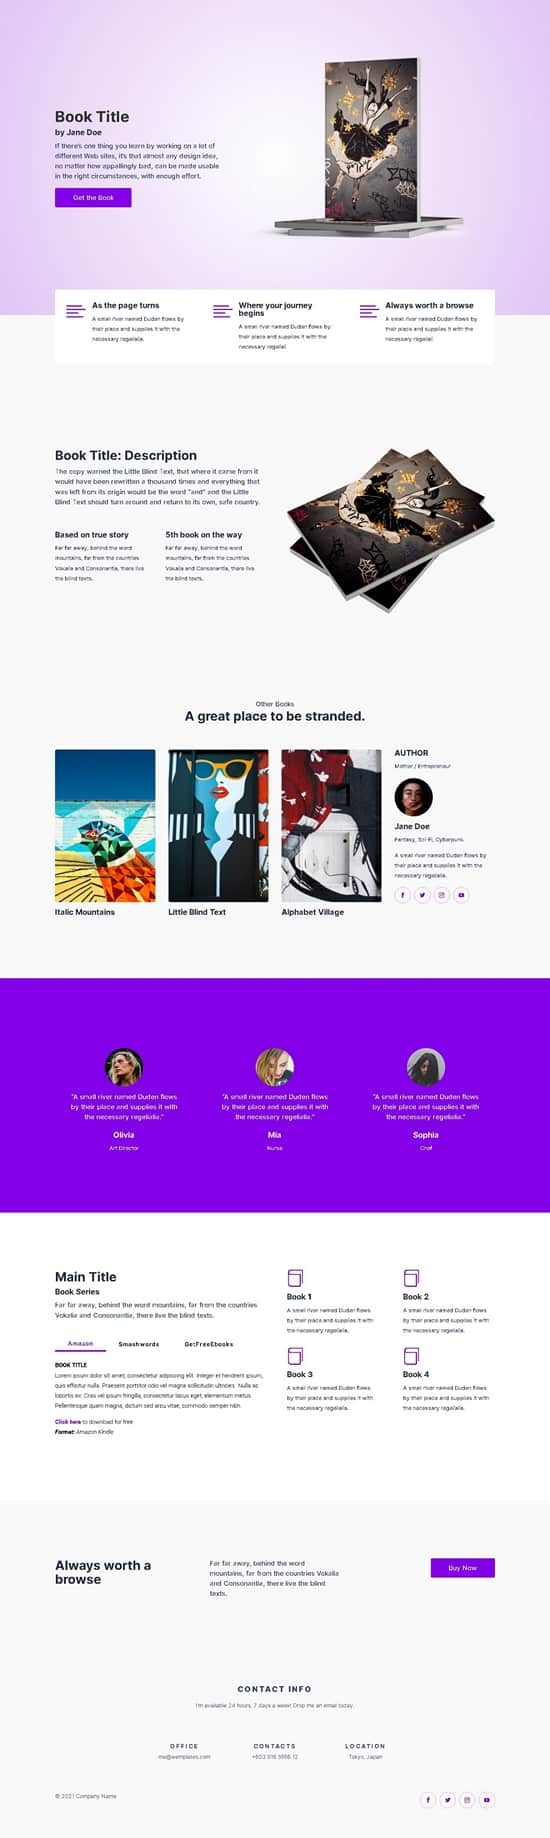 Book Title
by Jane Doe
If there's one thing you learn by working on a lot of
different Web sites, it's that almost any design idea,
no matter how appallingly bad, can be made usable
in the right circumstances, with enough effort.
Get the Book
As the page turns
A small river named Duden flows by
their place and supplies it with the
necessary regelial.
Where your journey
begins
A small river named Duden flows by
their place and supplies it with the
necessary regelial.
Always worth a browse
A small river named Duden flows by
their place and supplies it with the
necessary regelial.
Book Title: Description
The copy warned the Little Blind Text, that where it came from it
would have been rewritten a thousand times and everything that
was left from its origin would be the word "and" and the Little
Blind Text should turn around and return to its own, safe country.
Based on true story
Far far away, behind the word
mountains, far from the countries
Vokalia and Consonantia, there live
the blind texts.
5th book on the way
Far far away, behind the word
mountains, far from the countries
Vokalia and Consonantia, there live
the blind texts.
Other Books
A great place to be stranded.
Italic Mountains
Little Blind Text
Alphabet Village
AUTHOR
Mother / Entrepreneur
Jane Doe
Fantasy, Sci-Fi, Cyberpunk.
A small river named Duden flows by
their place and supplies it with the
necessary regelialia.
"A small river named Duden flows
by their place and supplies it with
the necessary regelialia."
Olivia
Art Director
"A small river named Duden flows
by their place and supplies it with
the necessary regelialia."
Mia
Nurse
"A small river named Duden flows
by their place and supplies it with
the necessary regelialia."
Sophia
Chef
Main Title
Book Series
Far far away, behind the word mountains, far from the countries
Vokalia and Consonantia, there live the blind texts.
Amazon
Smashwords
GetFreeEbooks
BOOK TITLE
Lorem ipsum dolor sit amet, consectetur adipiscing elit. Integer et hendrerit ipsum,
quis efficitur nulla. Praesent porttitor odio vel magna sollicitudin ultricies. Nulla ac
lobortis ex. Cras vel ipsum fringilla, consectetur lacus eget, elementum metus.
Pellentesque quam magna, dictum sed arcu vitae, commodo semper nibh.
Click here to download for free
Format: Amazon Kindle
Book 1
A small river named Duden flows
by their place and supplies it with
the necessary regelialia.
Book 2
A small river named Duden flows
by their place and supplies it with
the necessary regelialia.
Book 3
A small river named Duden flows
by their place and supplies it with
the necessary regelialia.
Book 4
A small river named Duden flows
by their place and supplies it with
the necessary regelialia.
Always worth a
browse
Far far away, behind the word
mountains, far from the countries Vokalia
and Consonantia, there live the blind
texts.
Buy Now
CONTACT INFO
I'm available 24 hours, 7 days a week! Drop me an email today.
OFFICE
me@wemplates.com
CONTACTS
LOCATION
Tokyo, Japan
© 2021 Company Name